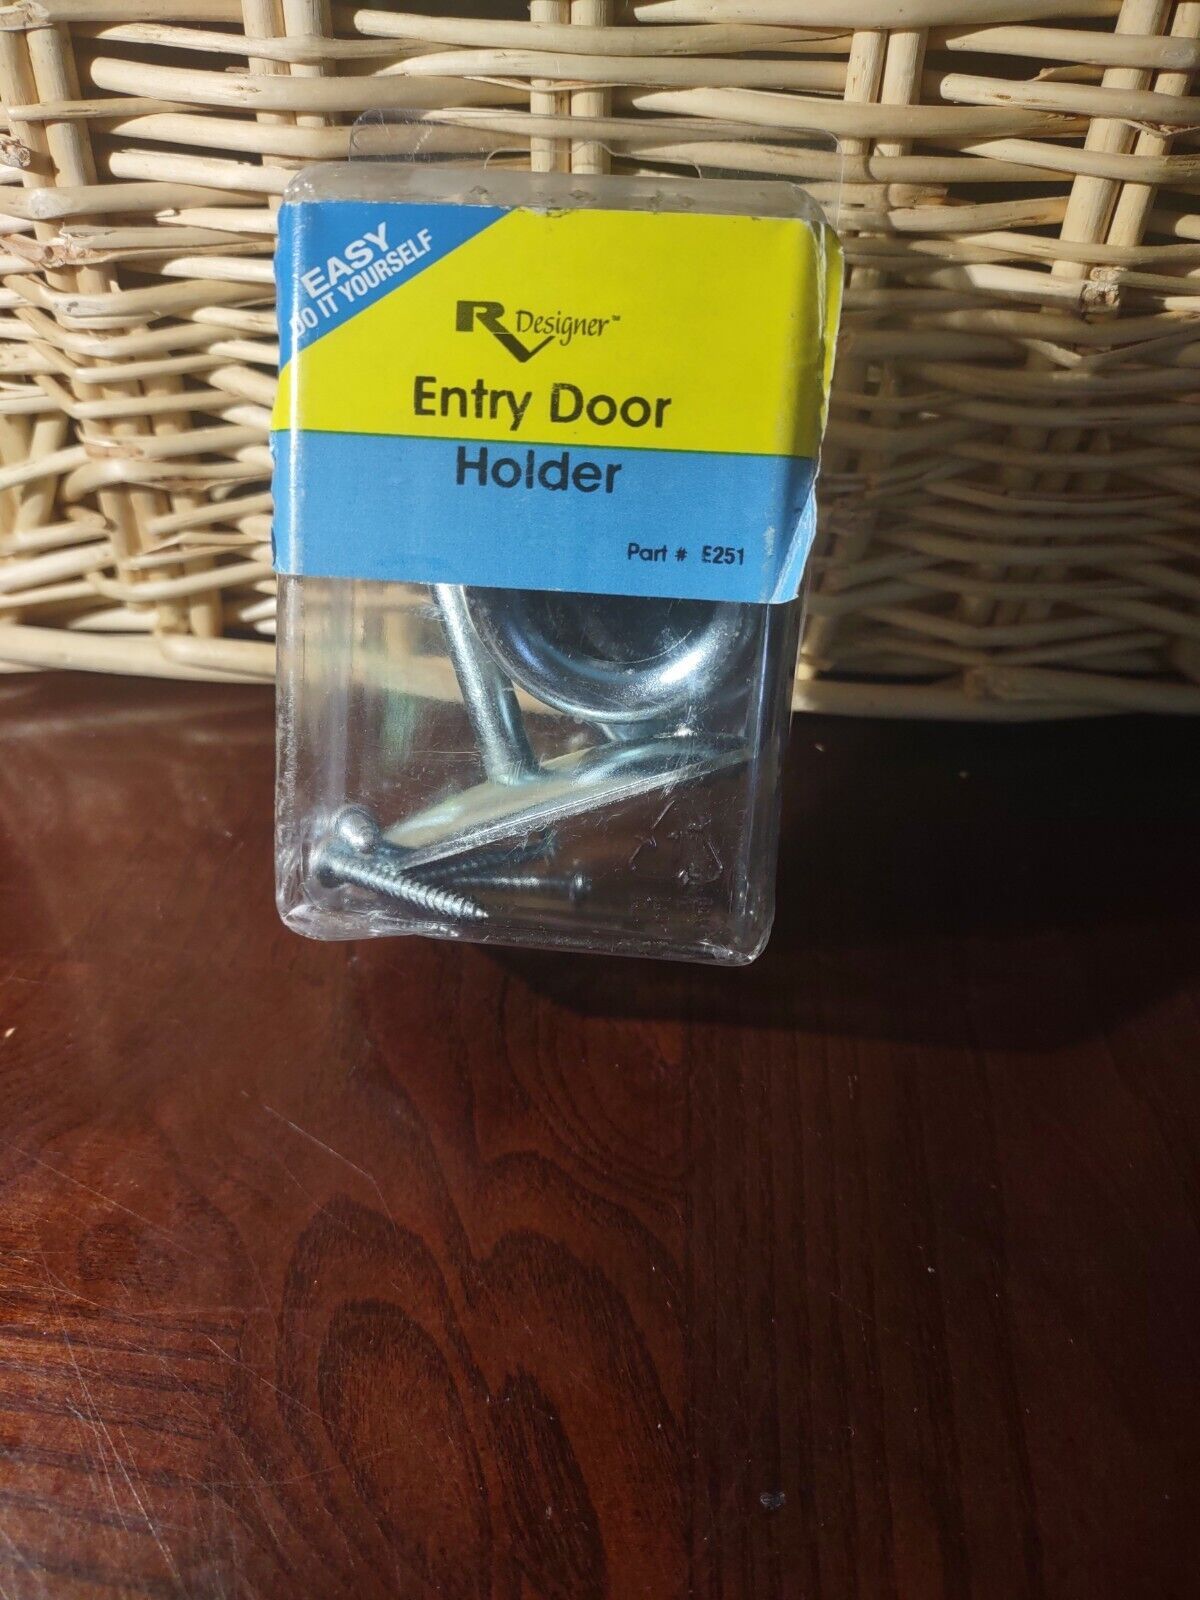 EASY
DO IT YOURSELF
RV Designer™
Entry Door
Holder
Part # E251